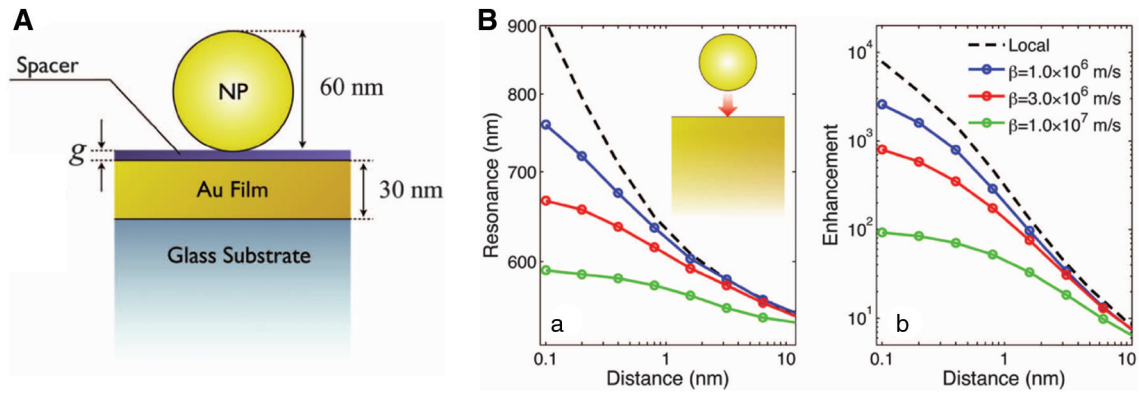 A
Spacer
NP
60 nm
g
Au Film
30 nm
Glass Substrate
B
900
800
700
600
Resonance (nm)
a
0.1
1
10
Distance (nm)
10⁴
10³
10²
10¹
Enhancement
Local
β=1.0×10⁶ m/s
β=3.0×10⁶ m/s
β=1.0×10⁷ m/s
b
0.1
1
10
Distance (nm)